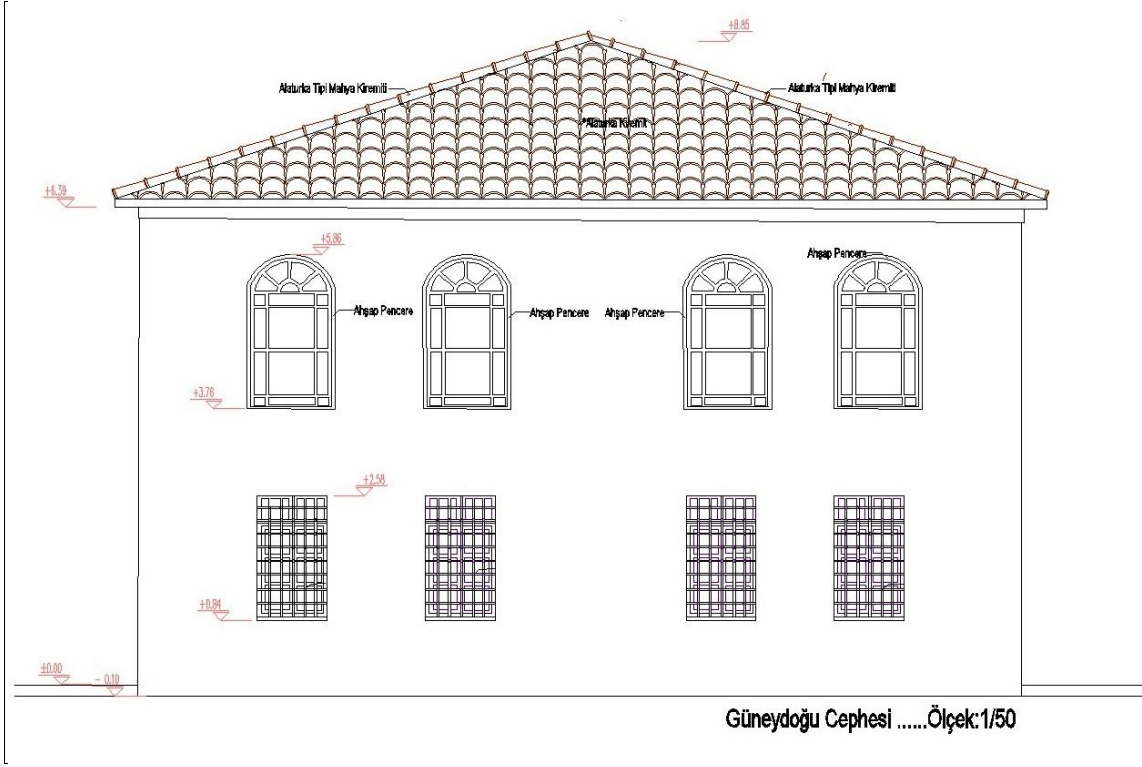 +8.85
Alaturka Tipi Mahya Kiremiti
Alaturka Tipi Mahya Kiremiti
*Alaturka Kiremit
+6.39
+5.86
Ahşap Pencere
Ahşap Pencere
Ahşap Pencere
Ahşap Pencere
+3.76
+2.58
+0.84
±0.00
- 0.10
Güneydoğu Cephesi ......Ölçek:1/50